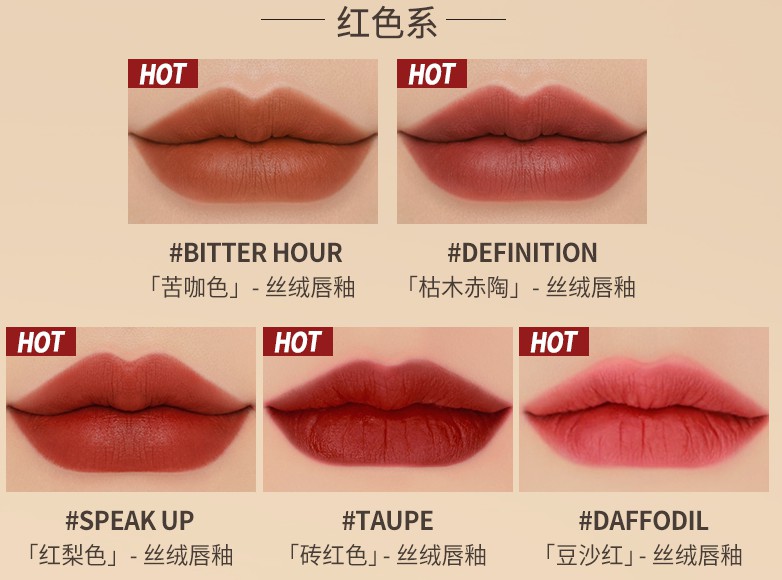 红色系
HOT
HOT
#BITTER HOUR
#DEFINITION
「苦咖色」- 丝绒唇釉
「枯木赤陶」- 丝绒唇釉
HOT
HOT
HOT
#SPEAK UP
#TAUPE
#DAFFODIL
「红梨色」- 丝绒唇釉
「砖红色」- 丝绒唇釉
「豆沙红」- 丝绒唇釉